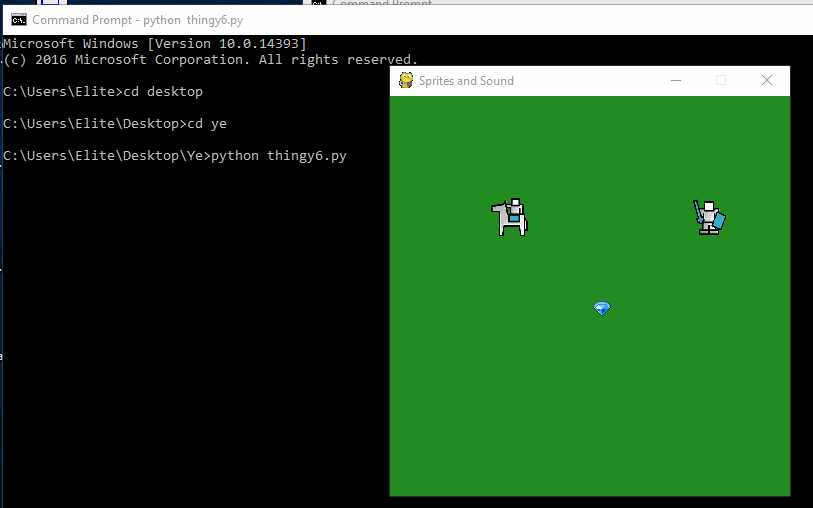 Command Prompt
Command Prompt - python  thingy6.py
Microsoft Windows [Version 10.0.14393]
(c) 2016 Microsoft Corporation. All rights reserved.
Sprites and Sound
C:\Users\Elite>cd desktop
C:\Users\Elite\Desktop>cd ye
C:\Users\Elite\Desktop\Ye>python thingy6.py